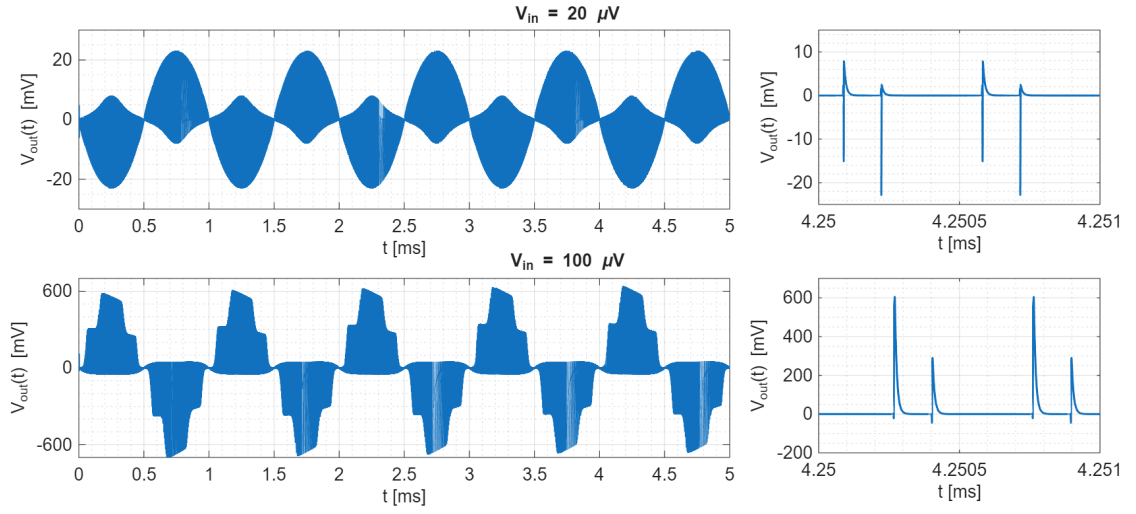 V_in = 20 μV
V_out(t) [mV]
20
0
-20
0 0.5 1 1.5 2 2.5 3 3.5 4 4.5 5
t [ms]
V_out(t) [mV]
10
0
-10
-20
4.25 4.2505 4.251
t [ms]
V_in = 100 μV
V_out(t) [mV]
600
0
-600
0 0.5 1 1.5 2 2.5 3 3.5 4 4.5 5
t [ms]
V_out(t) [mV]
600
400
200
0
-200
4.25 4.2505 4.251
t [ms]